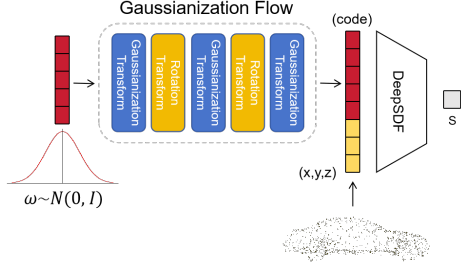 Gaussianization Flow
(code)
Gaussianization
Transform
Rotation
Transform
Gaussianization
Transform
Rotation
Transform
Gaussianization
Transform
DeepSDF
S
(x,y,z)
ω~N(0, I)